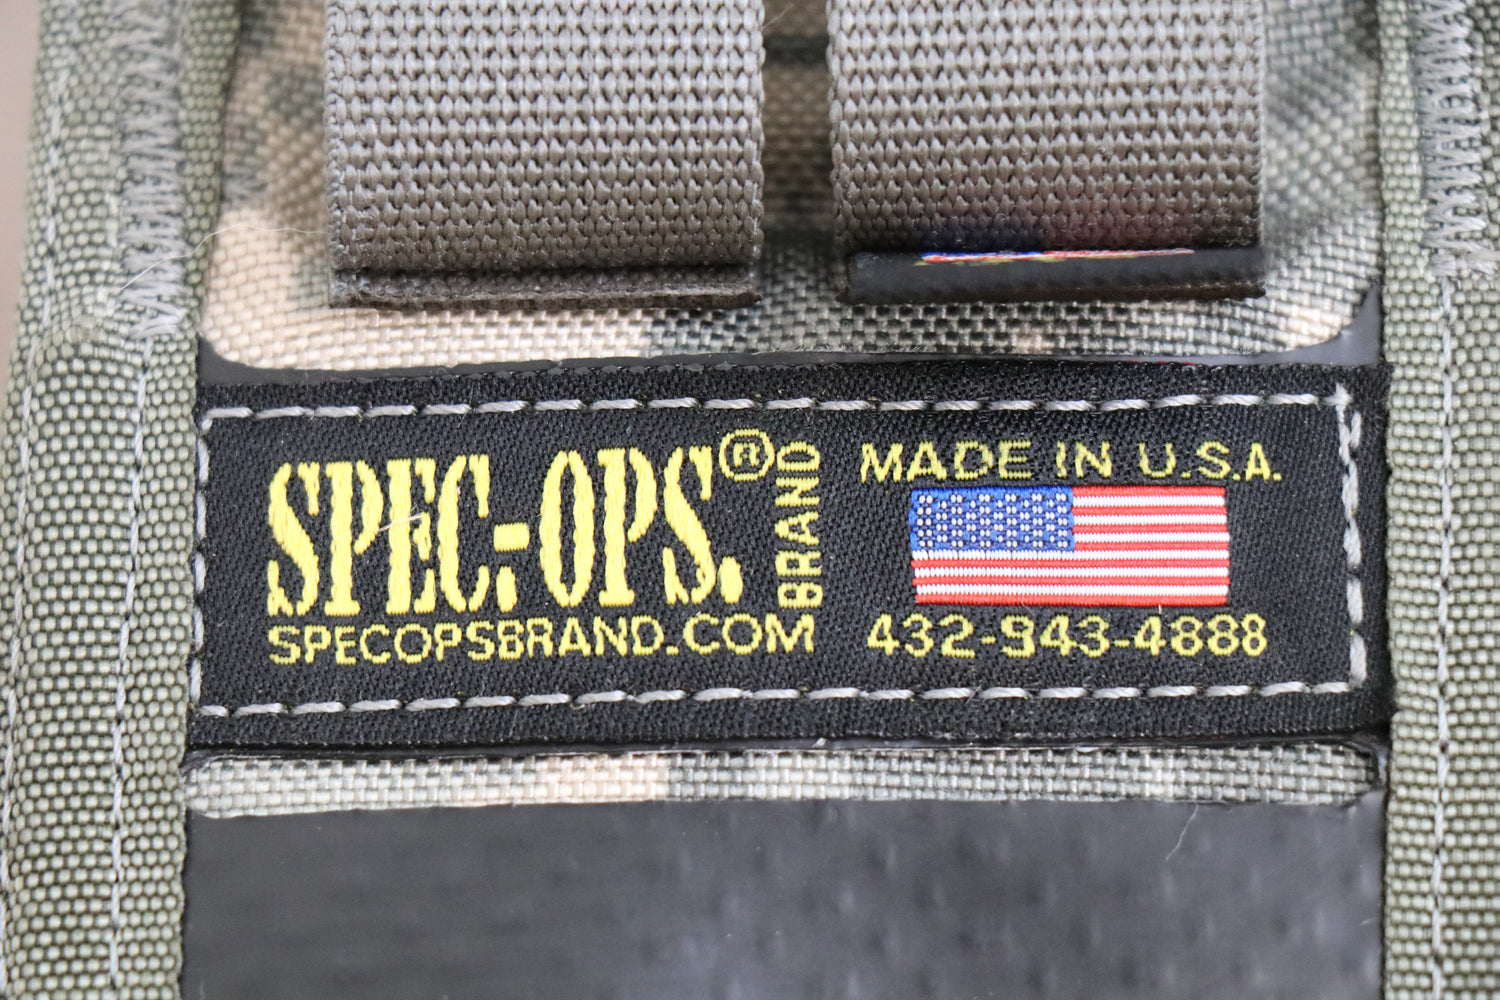 SPEC.-OPS.®
BRAND
SPECOPSBRAND.COM
MADE IN U.S.A.
432-943-4888